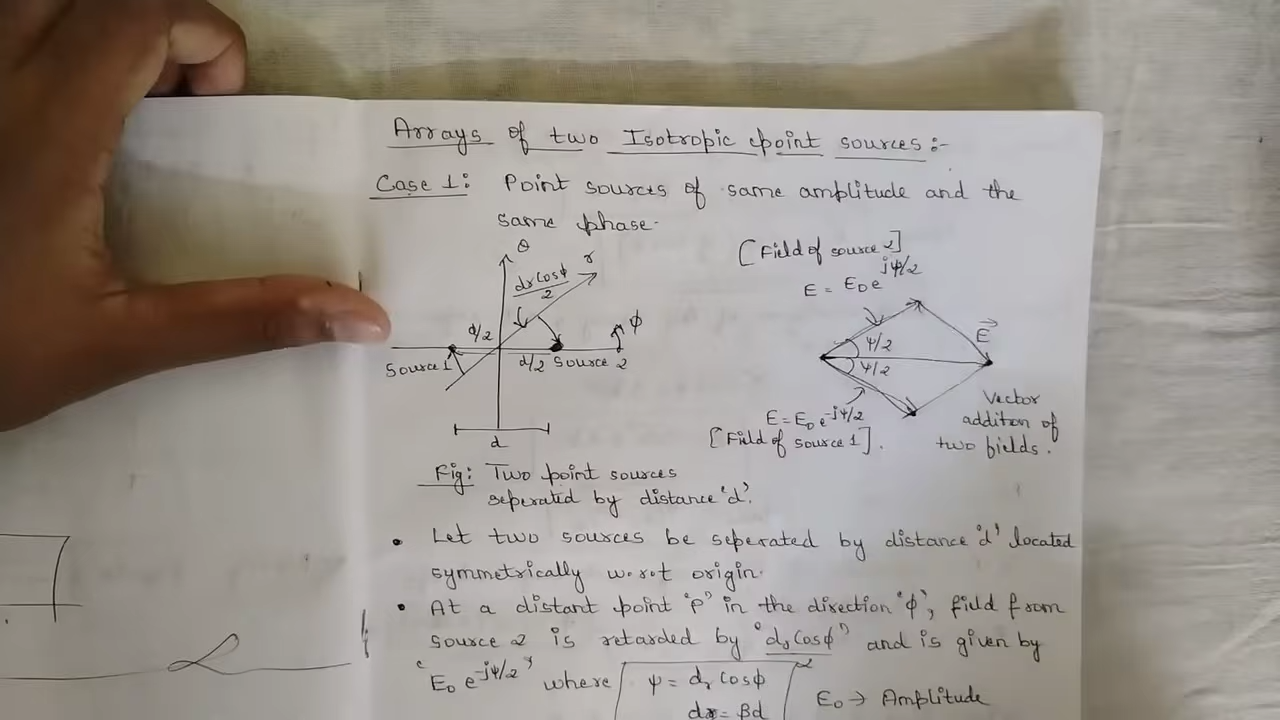 Arrays of two Isotropic point sources:-
Case 1: Point sources of same amplitude and the
same phase.
θ
r
dr cosϕ/2
d/2
ϕ
Source 1
d/2 Source 2
d
[Field of source 2]
E = E0 e^jψ/2
ψ/2
ψ/2
E
E = E0 e^-jψ/2
[Field of source 1].
Vector
addition of
two fields.
Fig: Two point sources
seperated by distance 'd'.
• Let two sources be seperated by distance 'd' located
symmetrically w.r.t origin.
• At a distant point 'P' in the direction 'ϕ', field from
source 2 is retarded by 'dr cosϕ' and is given by
'E0 e^-jψ/2' where ψ = dr cosϕ
dr = βd
E0 → Amplitude